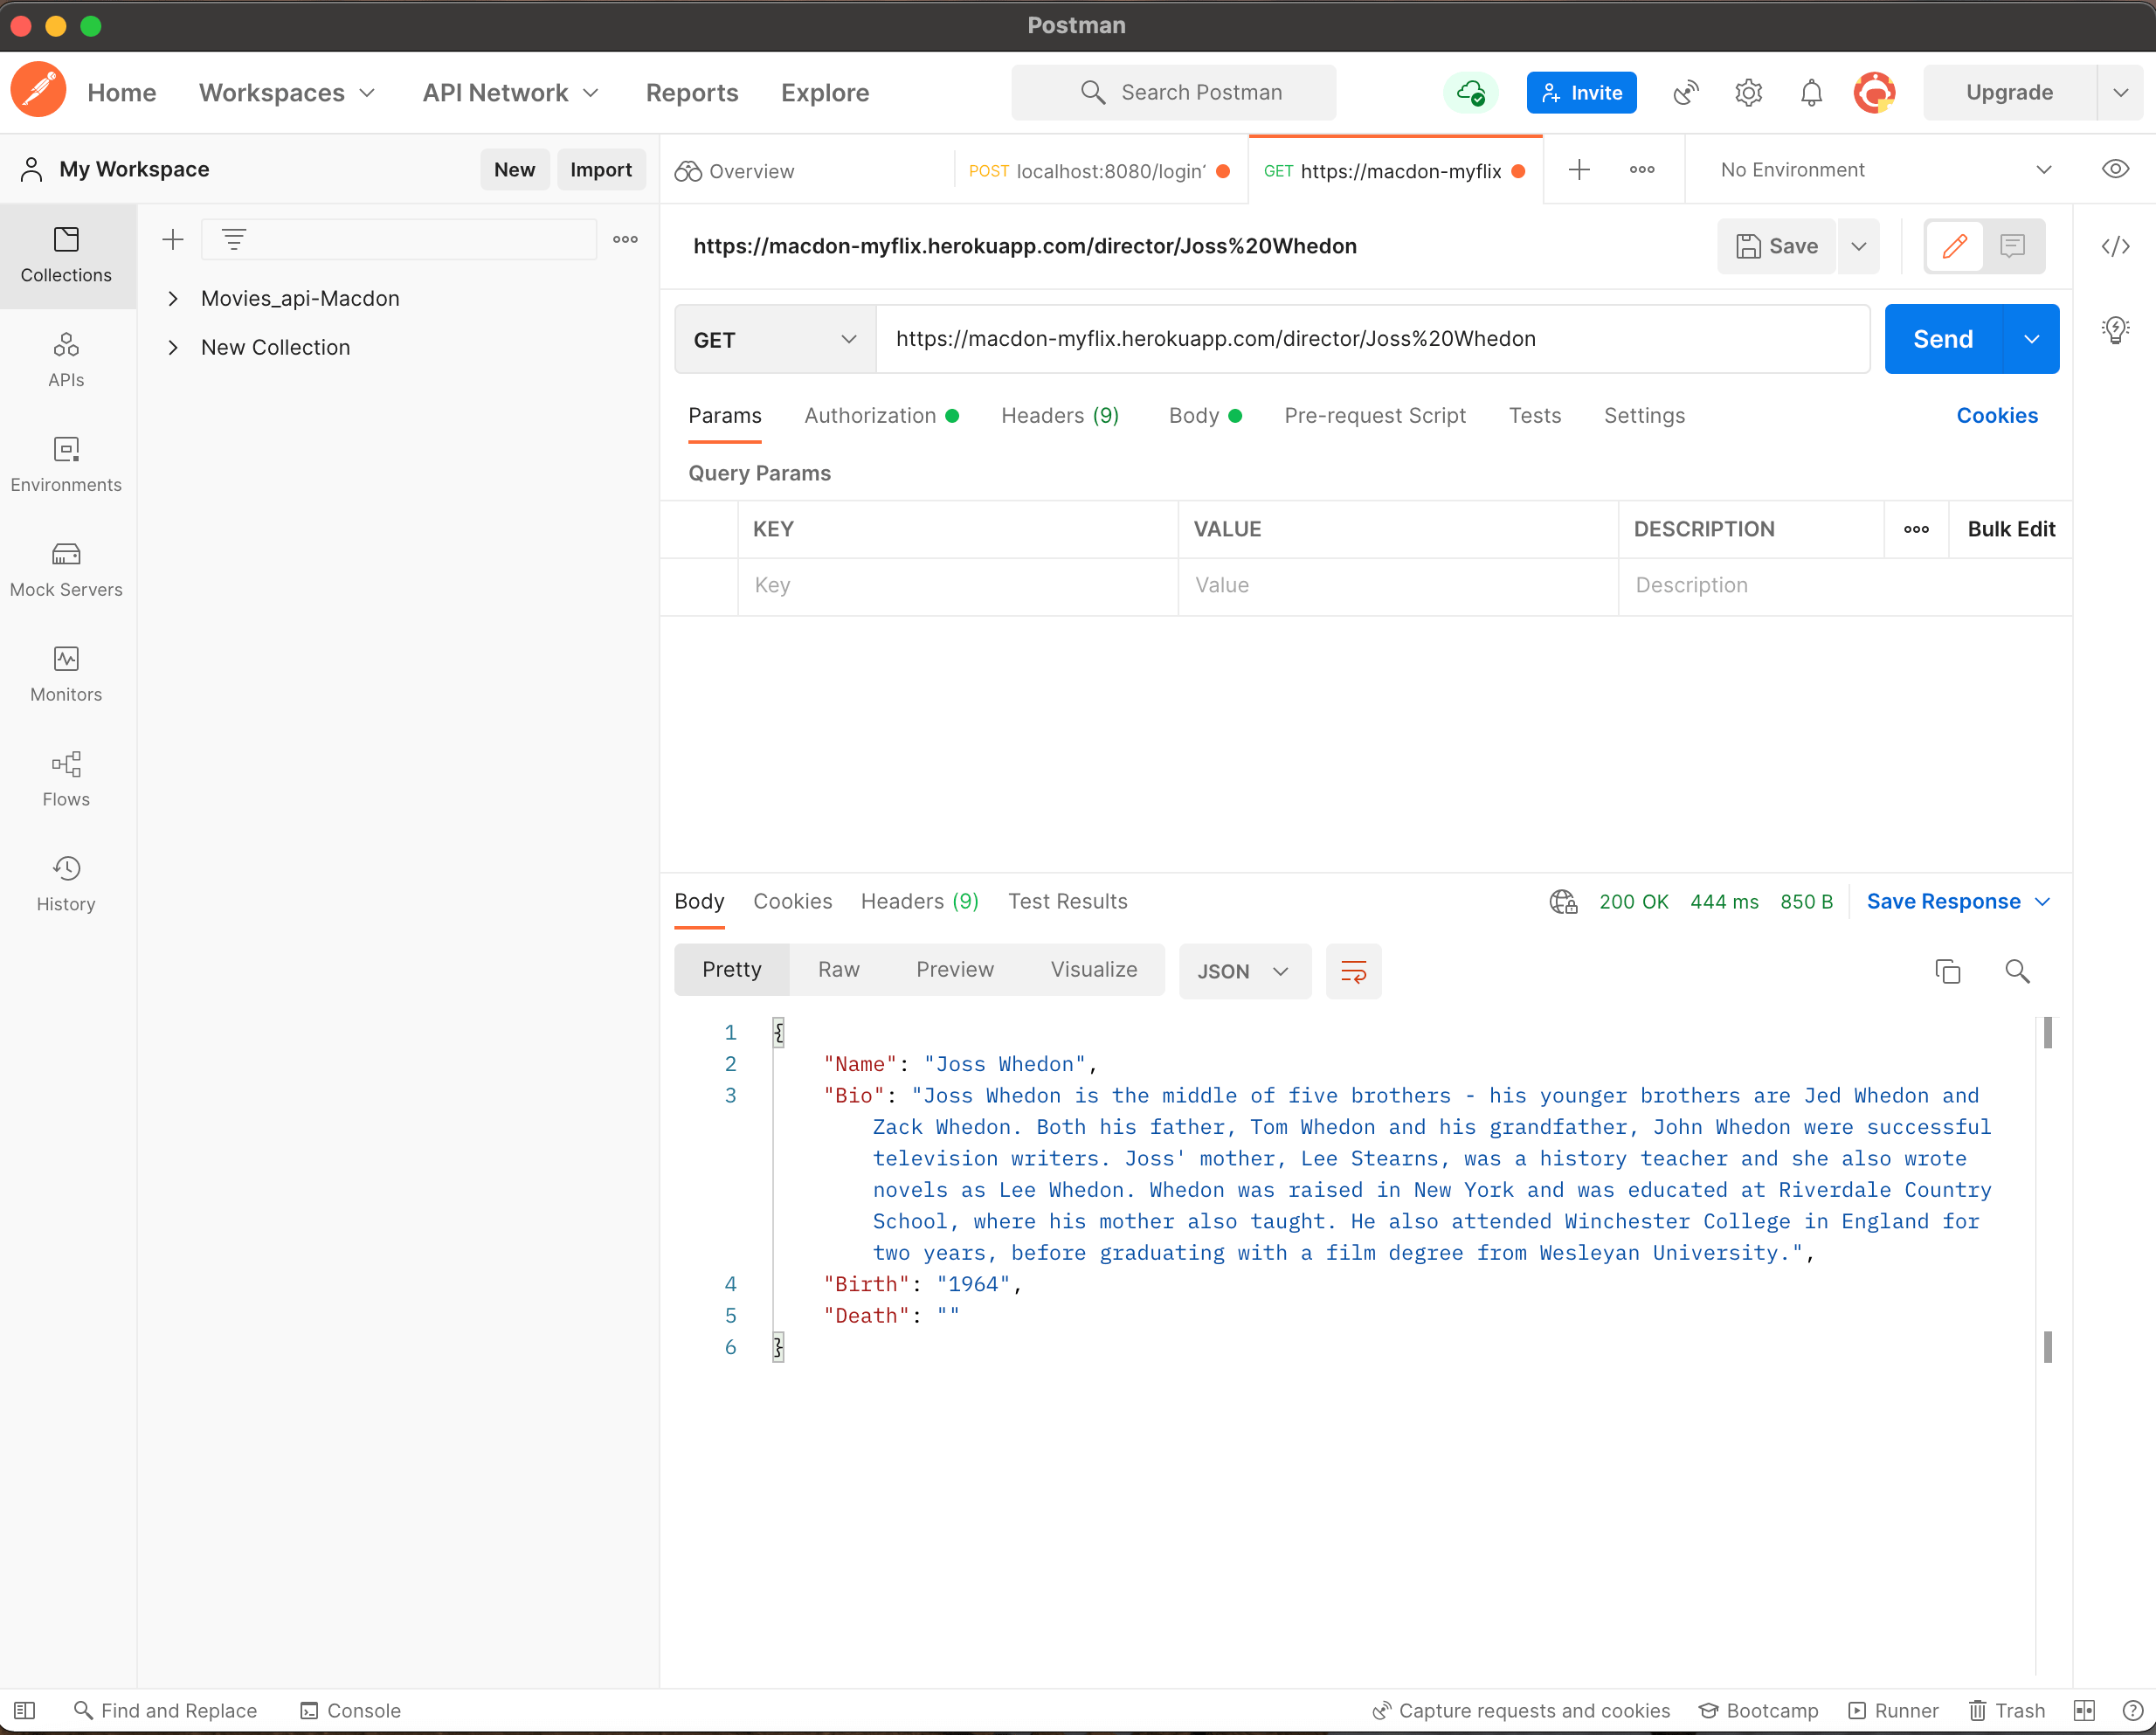 Postman
Home Workspaces API Network Reports Explore Search Postman Invite Upgrade
My Workspace New Import Overview POST localhost:8080/login GET https://macdon-myflix No Environment
Collections
APIs
Environments
Mock Servers
Monitors
Flows
History
Movies_api-Macdon
New Collection
https://macdon-myflix.herokuapp.com/director/Joss%20Whedon Save
GET https://macdon-myflix.herokuapp.com/director/Joss%20Whedon Send
Params Authorization Headers (9) Body Pre-request Script Tests Settings Cookies
Query Params
KEY VALUE DESCRIPTION ooo Bulk Edit
Key Value Description
Body Cookies Headers (9) Test Results 200 OK 444 ms 850 B Save Response
Pretty Raw Preview Visualize JSON
1 {
2 "Name": "Joss Whedon",
3 "Bio": "Joss Whedon is the middle of five brothers - his younger brothers are Jed Whedon and
Zack Whedon. Both his father, Tom Whedon and his grandfather, John Whedon were successful
television writers. Joss' mother, Lee Stearns, was a history teacher and she also wrote
novels as Lee Whedon. Whedon was raised in New York and was educated at Riverdale Country
School, where his mother also taught. He also attended Winchester College in England for
two years, before graduating with a film degree from Wesleyan University.",
4 "Birth": "1964",
5 "Death": ""
6 }
Find and Replace Console Capture requests and cookies Bootcamp Runner Trash